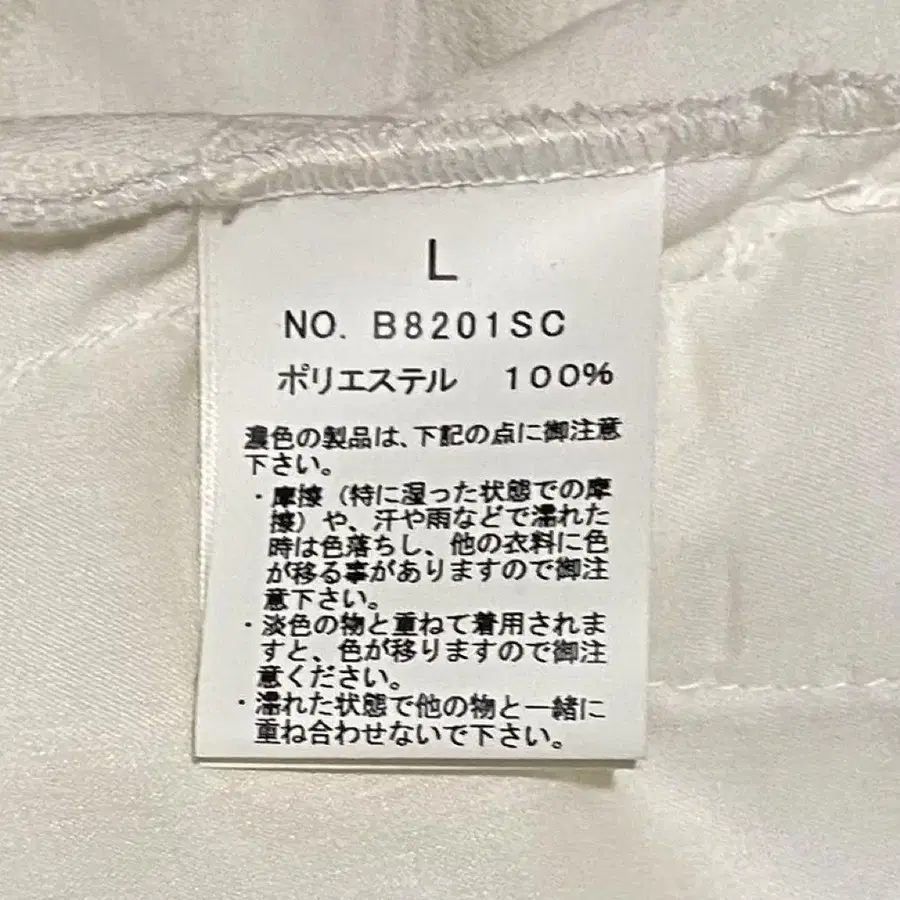 L
NO. B8201SC
ポリエステル 100%
濃色の製品は、下記の点に御注意
下さい。
・摩擦（特に湿った状態での摩
擦）や、汗や雨などで濡れた
時は色落ちし、他の衣料に色
が移る事がありますので御注
意下さい。
・淡色の物と重ねて着用されま
すと、色が移りますので御注
意ください。
・濡れた状態で他の物と一緒に
重ね合わせないで下さい。